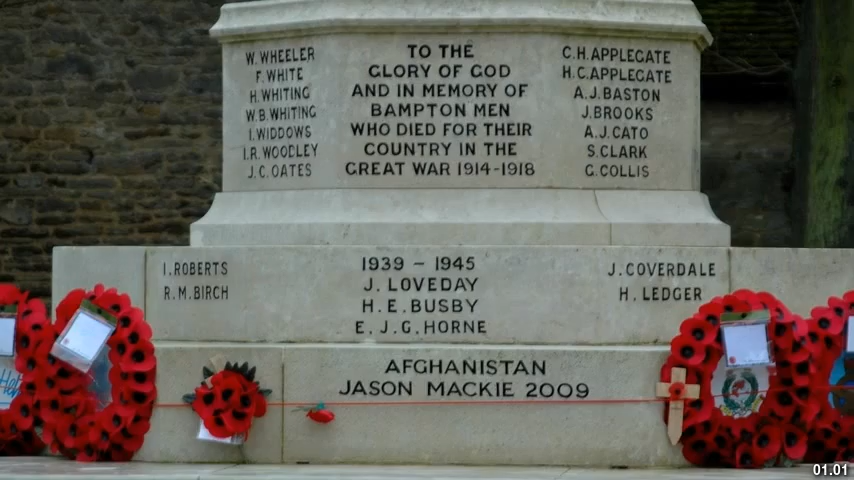 W. WHEELER
F. WHITE
H. WHITING
W. B. WHITING
I. WIDDOWS
I. R. WOODLEY
J. C. OATES
TO THE
GLORY OF GOD
AND IN MEMORY OF
BAMPTON MEN
WHO DIED FOR THEIR
COUNTRY IN THE
GREAT WAR 1914-1918
C. H. APPLEGATE
H. C. APPLEGATE
A. J. BASTON
J. BROOKS
A. J. CATO
S. CLARK
G. COLLIS
I. ROBERTS
R. M. BIRCH
1939 – 1945
J. LOVEDAY
H. E. BUSBY
E. J. G. HORNE
J. COVERDALE
H. LEDGER
AFGHANISTAN
JASON MACKIE 2009
01.01